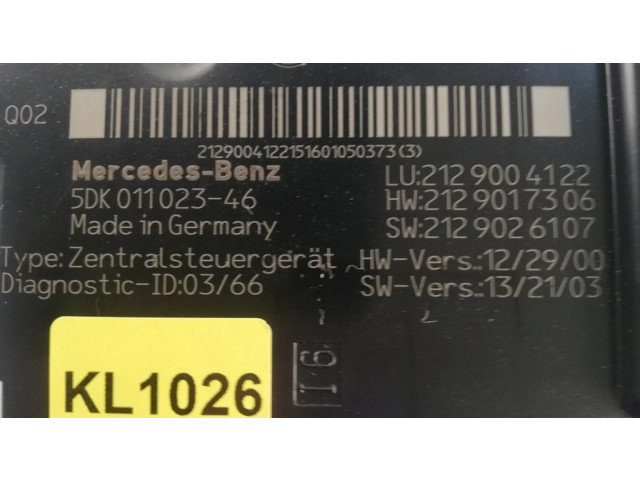 Q02
2129004122151601050373(3)
Mercedes-Benz
LU:212 900 4122
5DK 011 023-46
HW:212 901 7306
Made in Germany
SW:212 902 6107
Type: Zentralsteuergerät
HW-Vers.:12/29/00
Diagnostic-ID:03/66
SW-Vers.:13/21/03
KL1026